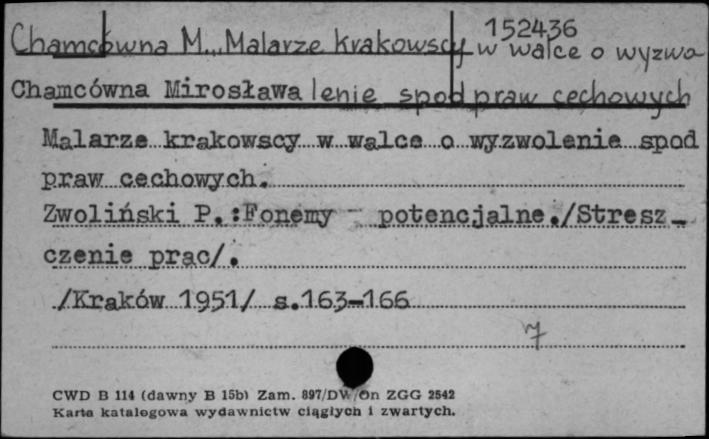 152436
Chamcówna M., Malarze krakowscy w walce o wyzwo
Chamcówna Mirosława lenie spod praw cechowych
Malarze krakowscy w walce o wyzwolenie spod
praw cechowych.
Zwoliński P.:Fonemy potencjalne./Stresz_
czenie prac/.
/Kraków 1951/ s.163-166
7
CWD B 114 (dawny B 15b) Zam. 897/DW/On ZGG 2542
Karta katalogowa wydawnictw ciągłych i zwartych.